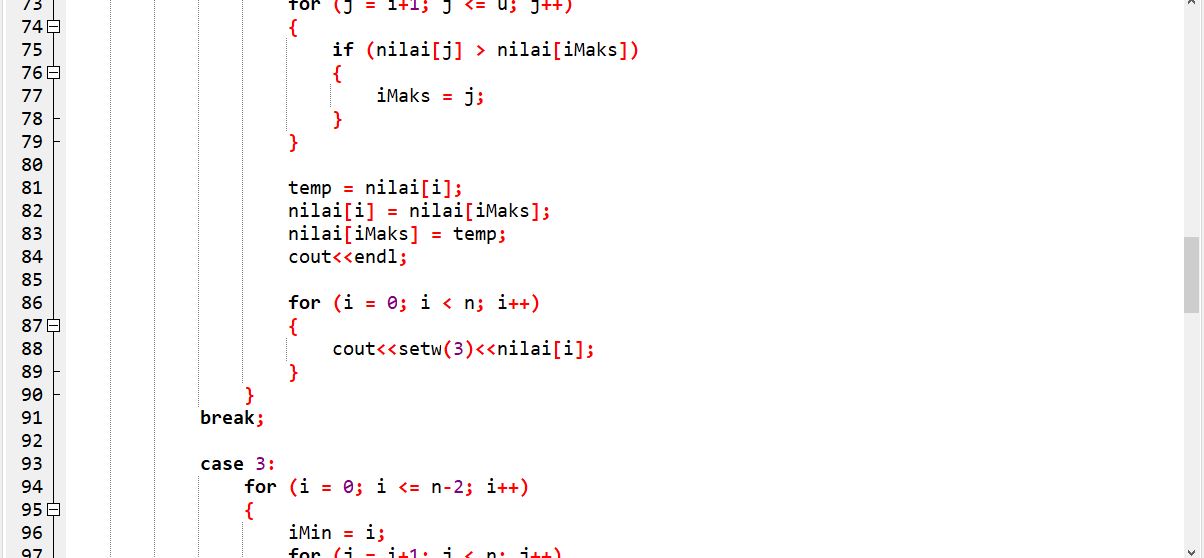 73 for (j = i+1; j <= u; j++)
74 {
75 if (nilai[j] > nilai[iMaks])
76 {
77 iMaks = j;
78 }
79 }
80
81 temp = nilai[i];
82 nilai[i] = nilai[iMaks];
83 nilai[iMaks] = temp;
84 cout<<endl;
85
86 for (i = 0; i < n; i++)
87 {
88 cout<<setw(3)<<nilai[i];
89 }
90 }
91 break;
92
93 case 3:
94 for (i = 0; i <= n-2; i++)
95 {
96 iMin = i;
97 for (j = i+1; j < n; j++)